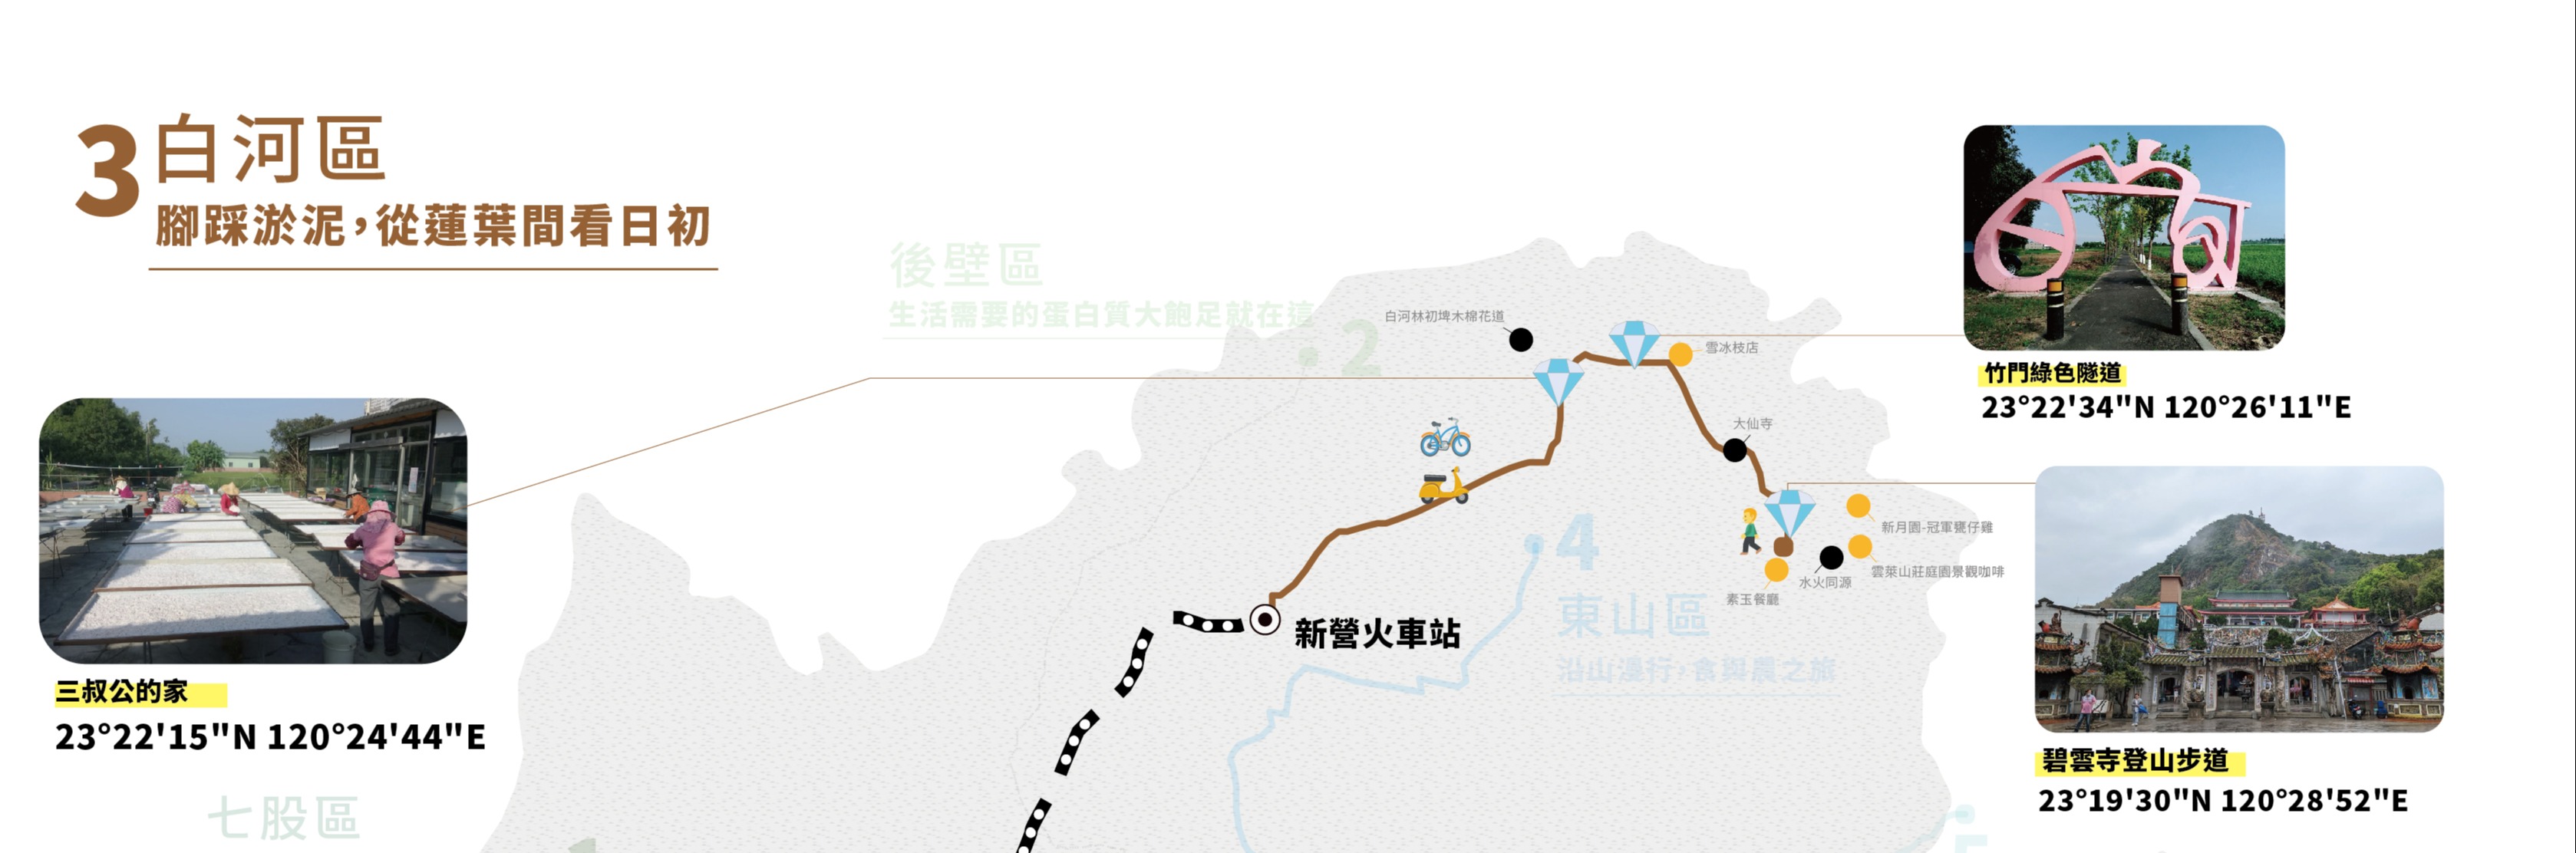 3
白河區
腳踩淤泥，從蓮葉間看日初
後壁區
生活需要的蛋白質大飽足就在這
2
白河林初埤木棉花道
雪冰枝店
竹門綠色隧道
23°22'34"N 120°26'11"E
大仙寺
新月園-冠軍甕仔雞
雲萊山莊庭園景觀咖啡
水火同源
素玉餐廳
4
東山區
沿山漫行，食與農之旅
新營火車站
三叔公的家
23°22'15"N 120°24'44"E
碧雲寺登山步道
23°19'30"N 120°28'52"E
七股區